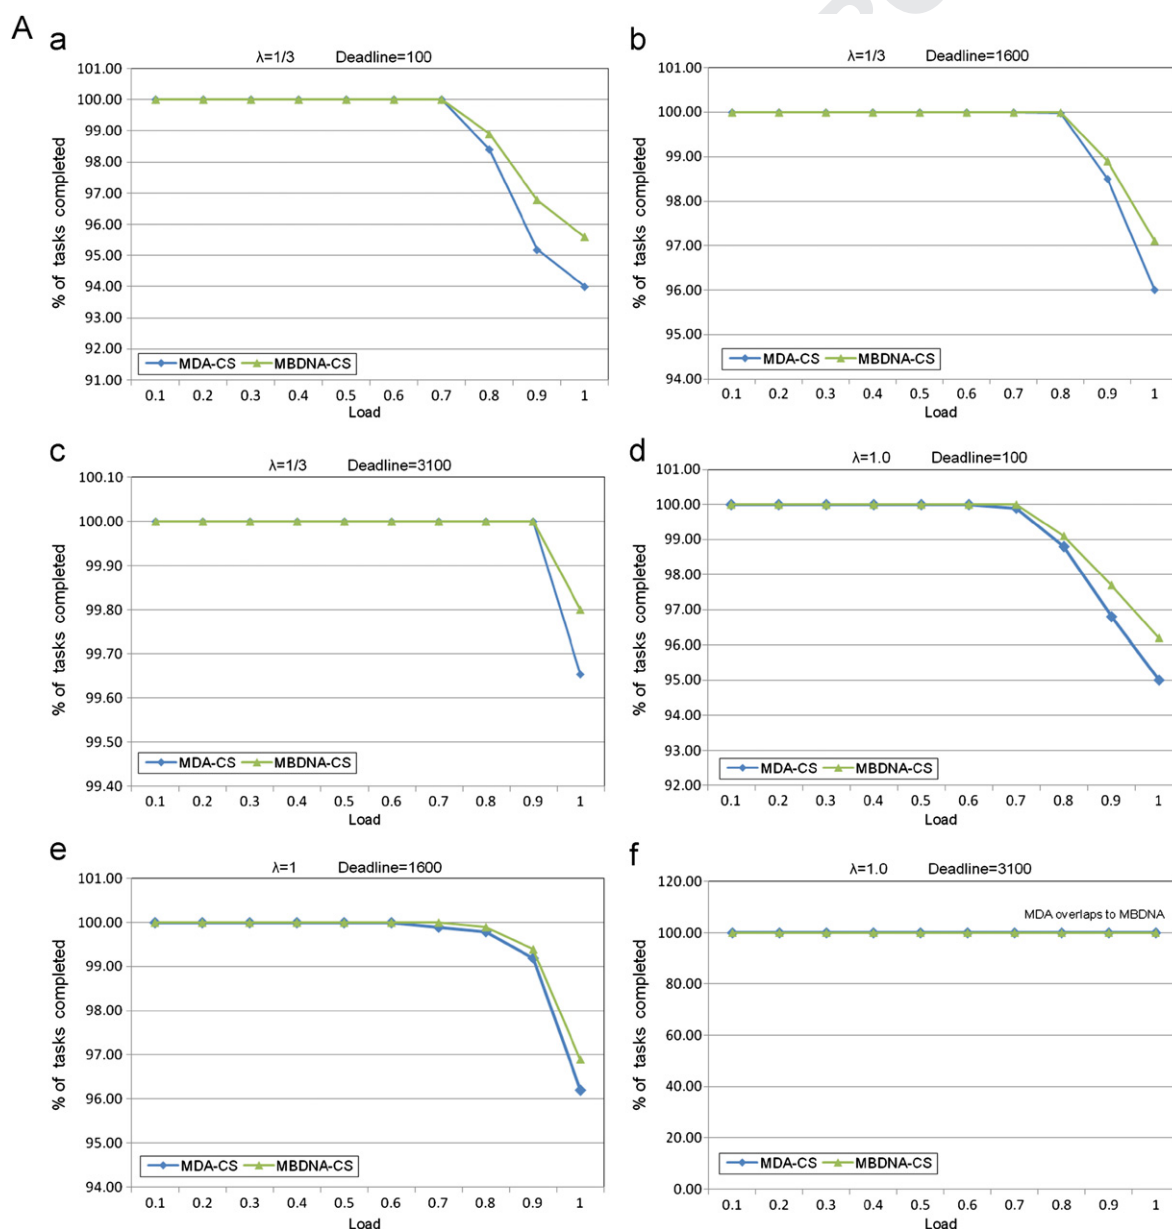 A
a
λ=1/3 Deadline=100
101.00
100.00
99.00
98.00
97.00
96.00
95.00
94.00
93.00
92.00
91.00
% of tasks completed
MDA-CS MBDNA-CS
0.1 0.2 0.3 0.4 0.5 0.6 0.7 0.8 0.9 1
Load
b
λ=1/3 Deadline=1600
101.00
100.00
99.00
98.00
97.00
96.00
95.00
94.00
% of tasks completed
MDA-CS MBDNA-CS
0.1 0.2 0.3 0.4 0.5 0.6 0.7 0.8 0.9 1
Load
c
λ=1/3 Deadline=3100
100.10
100.00
99.90
99.80
99.70
99.60
99.50
99.40
% of tasks completed
MDA-CS MBDNA-CS
0.1 0.2 0.3 0.4 0.5 0.6 0.7 0.8 0.9 1
Load
d
λ=1.0 Deadline=100
101.00
100.00
99.00
98.00
97.00
96.00
95.00
94.00
93.00
92.00
% of tasks completed
MDA-CS MBDNA-CS
0.1 0.2 0.3 0.4 0.5 0.6 0.7 0.8 0.9 1
Load
e
λ=1 Deadline=1600
101.00
100.00
99.00
98.00
97.00
96.00
95.00
94.00
% of tasks completed
MDA-CS MBDNA-CS
0.1 0.2 0.3 0.4 0.5 0.6 0.7 0.8 0.9 1
Load
f
λ=1.0 Deadline=3100
120.00
100.00
80.00
60.00
40.00
20.00
0.00
% of tasks completed
MDA overlaps to MBDNA
MDA-CS MBDNA-CS
0.1 0.2 0.3 0.4 0.5 0.6 0.7 0.8 0.9 1
Load